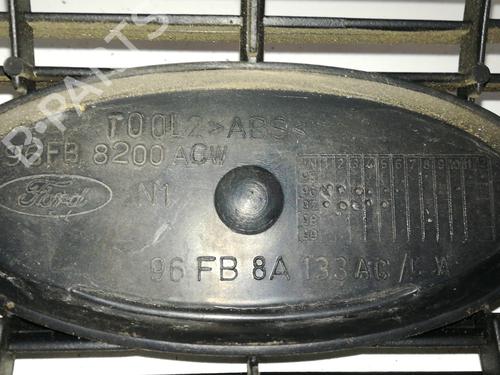 TOOL2 >ABS<
96FB 8200 AGW
Ford
N1
96 FB 8A 133 AC
B-PARTS